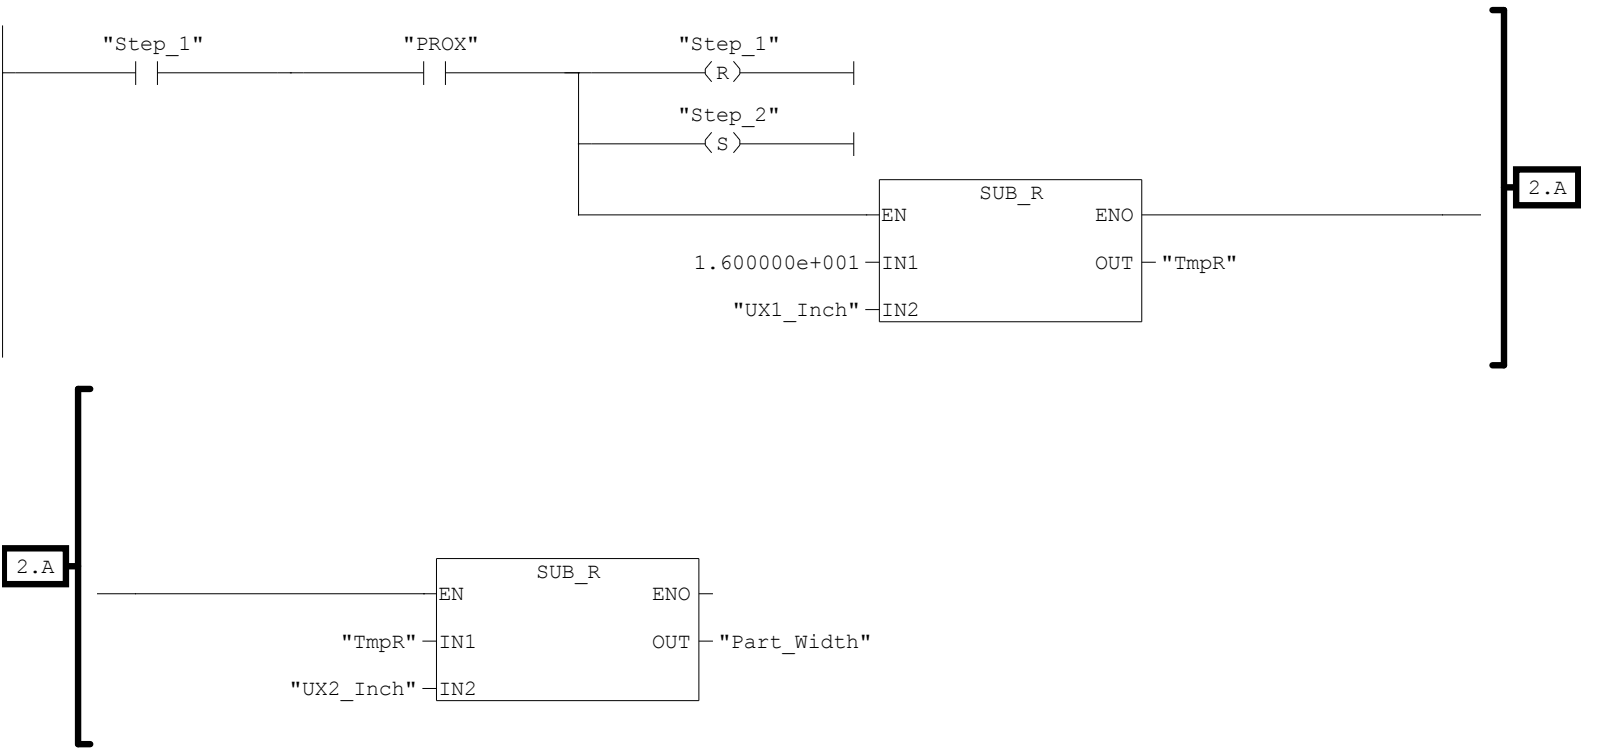 "Step_1" "PROX" "Step_1"
R
"Step_2"
S
SUB_R
2.A
EN ENO
1.600000e+001 IN1 OUT "TmpR"
"UX1_Inch" IN2
2.A
SUB_R
EN ENO
"TmpR" IN1 OUT "Part_Width"
"UX2_Inch" IN2